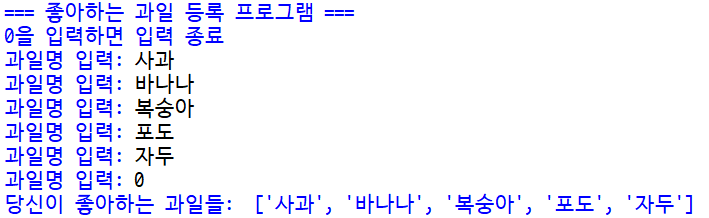 === 좋아하는 과일 등록 프로그램 ===
0을 입력하면 입력 종료
과일명 입력: 사과
과일명 입력: 바나나
과일명 입력: 복숭아
과일명 입력: 포도
과일명 입력: 자두
과일명 입력: 0
당신이 좋아하는 과일들:  ['사과', '바나나', '복숭아', '포도', '자두']